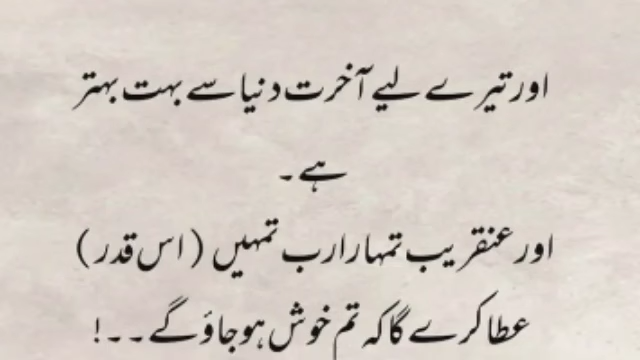 اور تیرے لیے آخرت دنیا سے بہت بہتر
ہے۔
اور عنقریب تمہارا رب تمہیں (اس قدر)
عطا کرے گا کہ تم خوش ہو جاؤ گے۔۔!